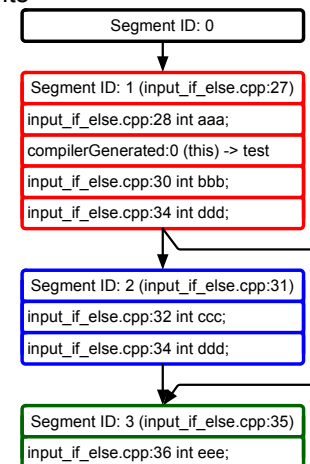 Segment ID: 0
Segment ID: 1 (input_if_else.cpp:27)
input_if_else.cpp:28 int aaa;
compilerGenerated:0 (this) -> test
input_if_else.cpp:30 int bbb;
input_if_else.cpp:34 int ddd;
Segment ID: 2 (input_if_else.cpp:31)
input_if_else.cpp:32 int ccc;
input_if_else.cpp:34 int ddd;
Segment ID: 3 (input_if_else.cpp:35)
input_if_else.cpp:36 int eee;